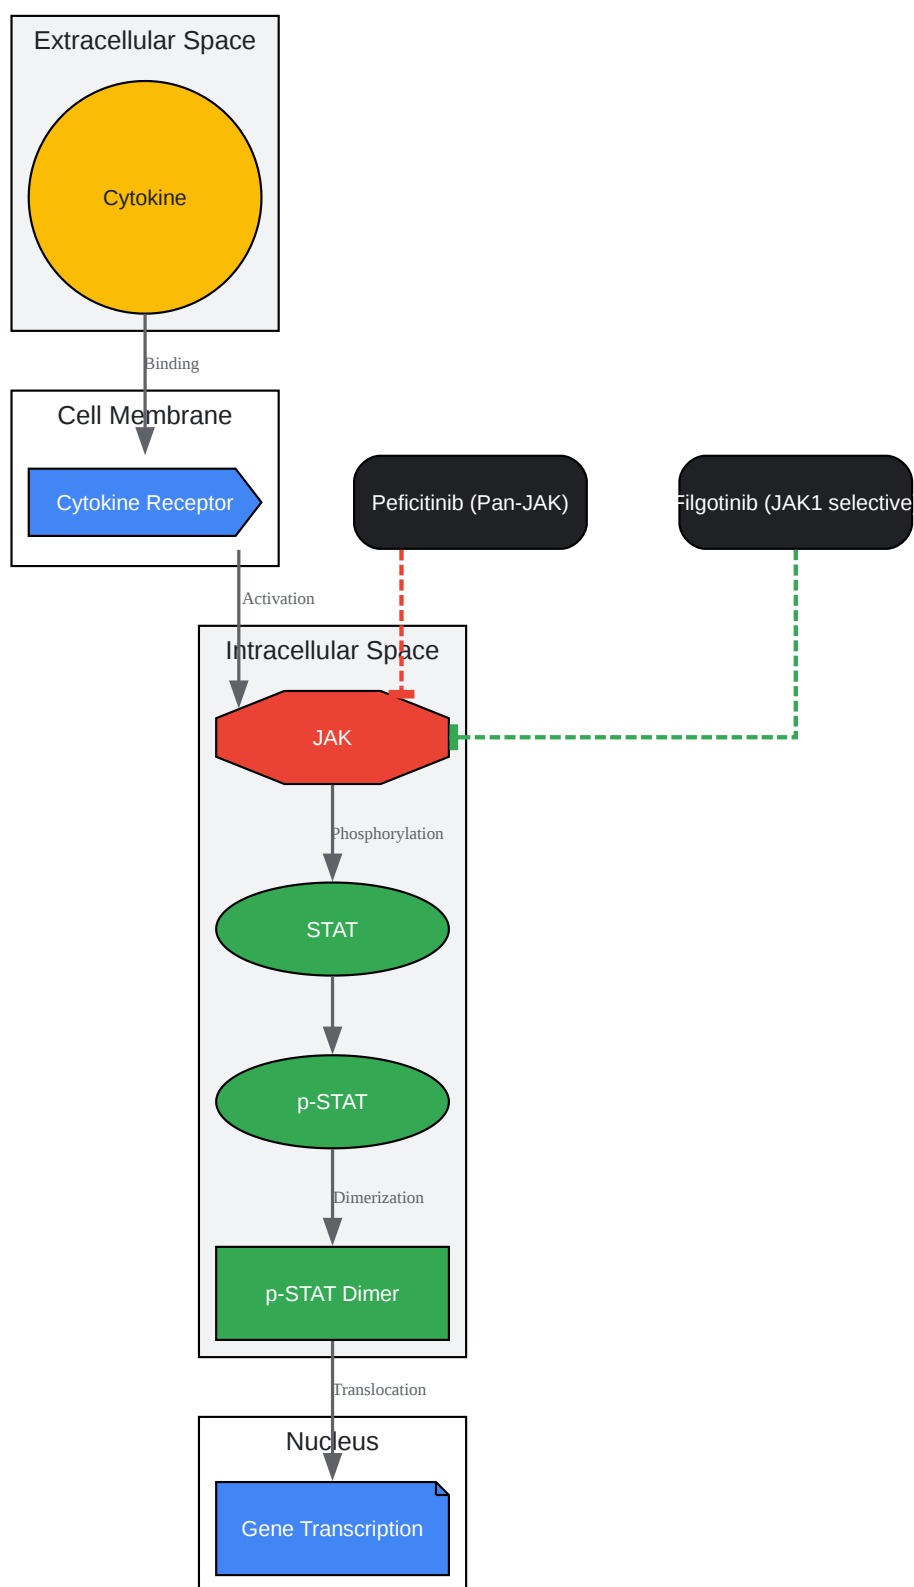 Extracellular Space
Cytokine
Binding
Cell Membrane
Cytokine Receptor
Peficitinib (Pan-JAK)
Filgotinib (JAK1 selective)
Activation
Intracellular Space
JAK
Phosphorylation
STAT
p-STAT
Dimerization
p-STAT Dimer
Translocation
Nucleus
Gene Transcription